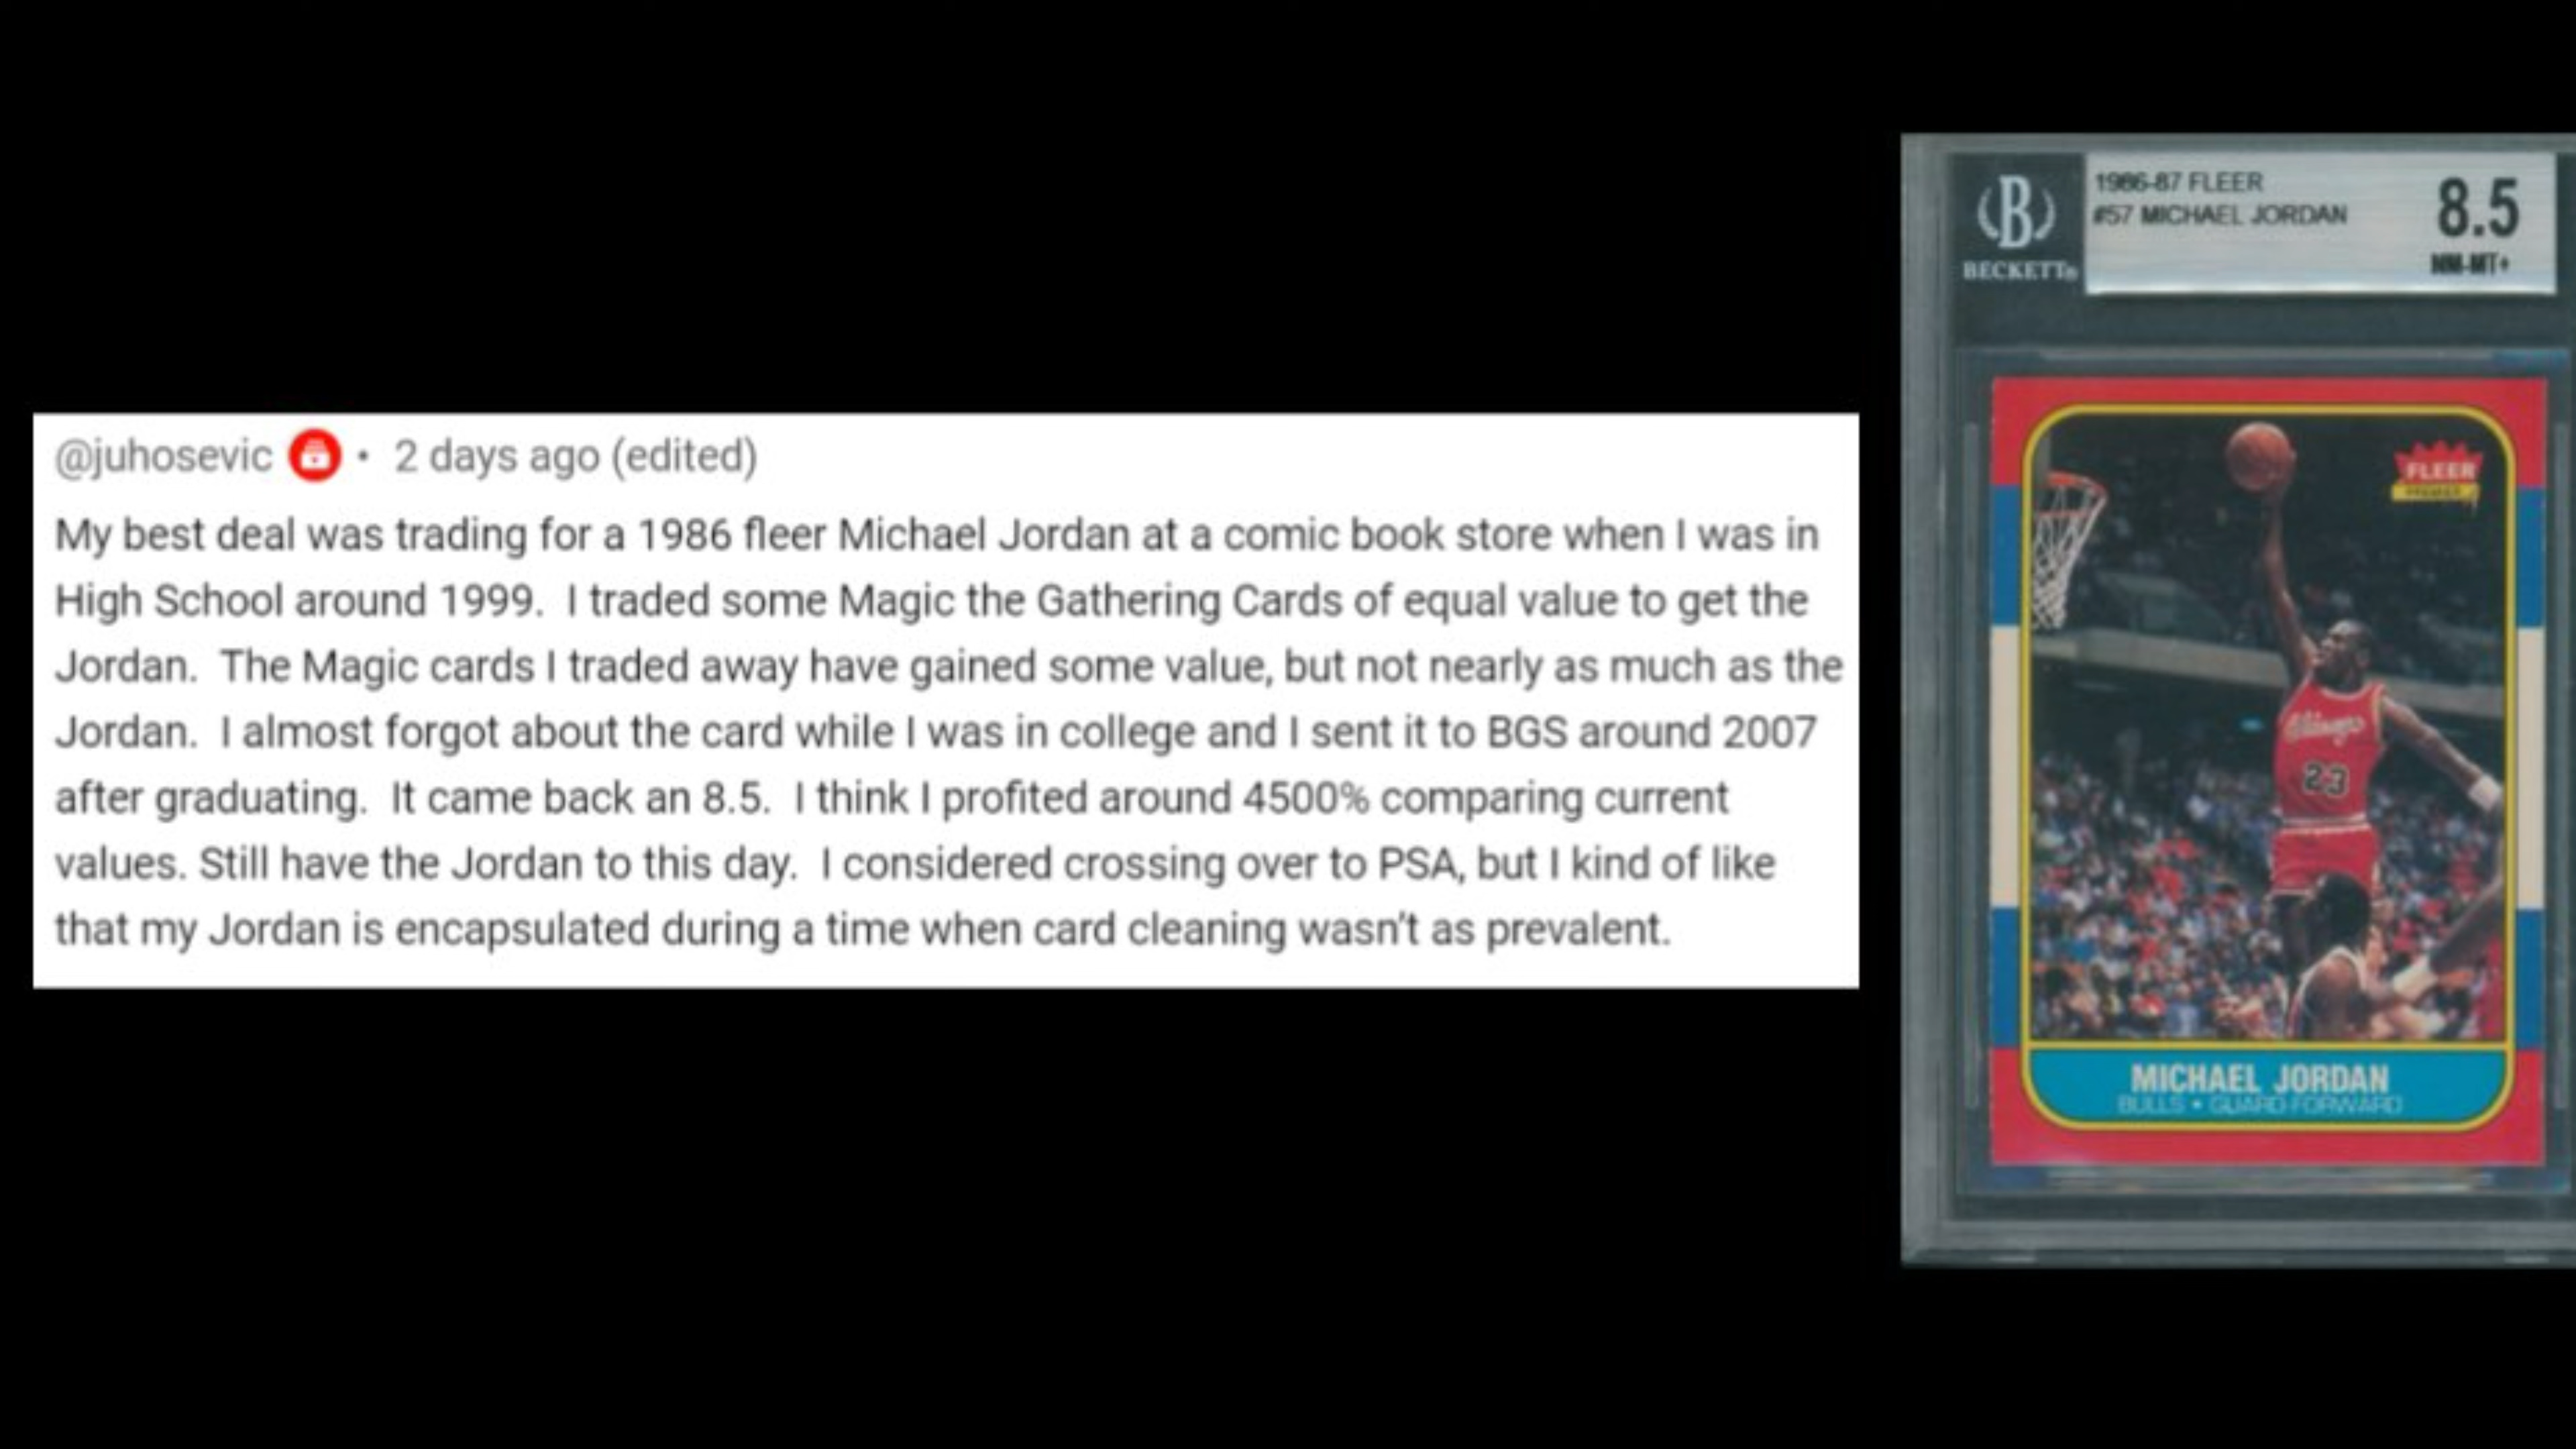 @juhosevic • 2 days ago (edited)
My best deal was trading for a 1986 fleer Michael Jordan at a comic book store when I was in
High School around 1999.  I traded some Magic the Gathering Cards of equal value to get the
Jordan.  The Magic cards I traded away have gained some value, but not nearly as much as the
Jordan.  I almost forgot about the card while I was in college and I sent it to BGS around 2007
after graduating.  It came back an 8.5.  I think I profited around 4500% comparing current
values. Still have the Jordan to this day.  I considered crossing over to PSA, but I kind of like
that my Jordan is encapsulated during a time when card cleaning wasn't as prevalent.
B
BECKETT®
1986-87 FLEER
#57 MICHAEL JORDAN
8.5
NM-MT+
FLEER
PREMIER
Chicago
23
MICHAEL JORDAN
BULLS • GUARD-FORWARD